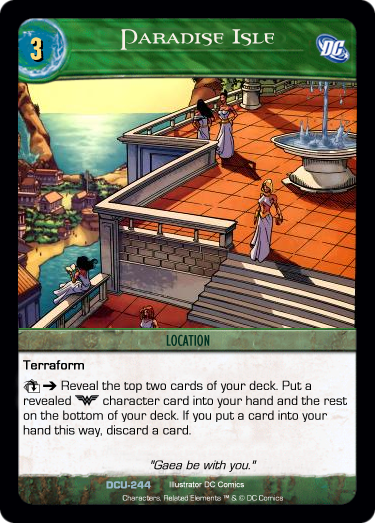 3
Paradise Isle
DC
LOCATION
Terraform
➔ Reveal the top two cards of your deck. Put a
revealed character card into your hand and the rest
on the bottom of your deck. If you put a card into your
hand this way, discard a card.
"Gaea be with you."
DCU-244 Illustrator DC Comics
Characters, Related Elements ™ & © DC Comics